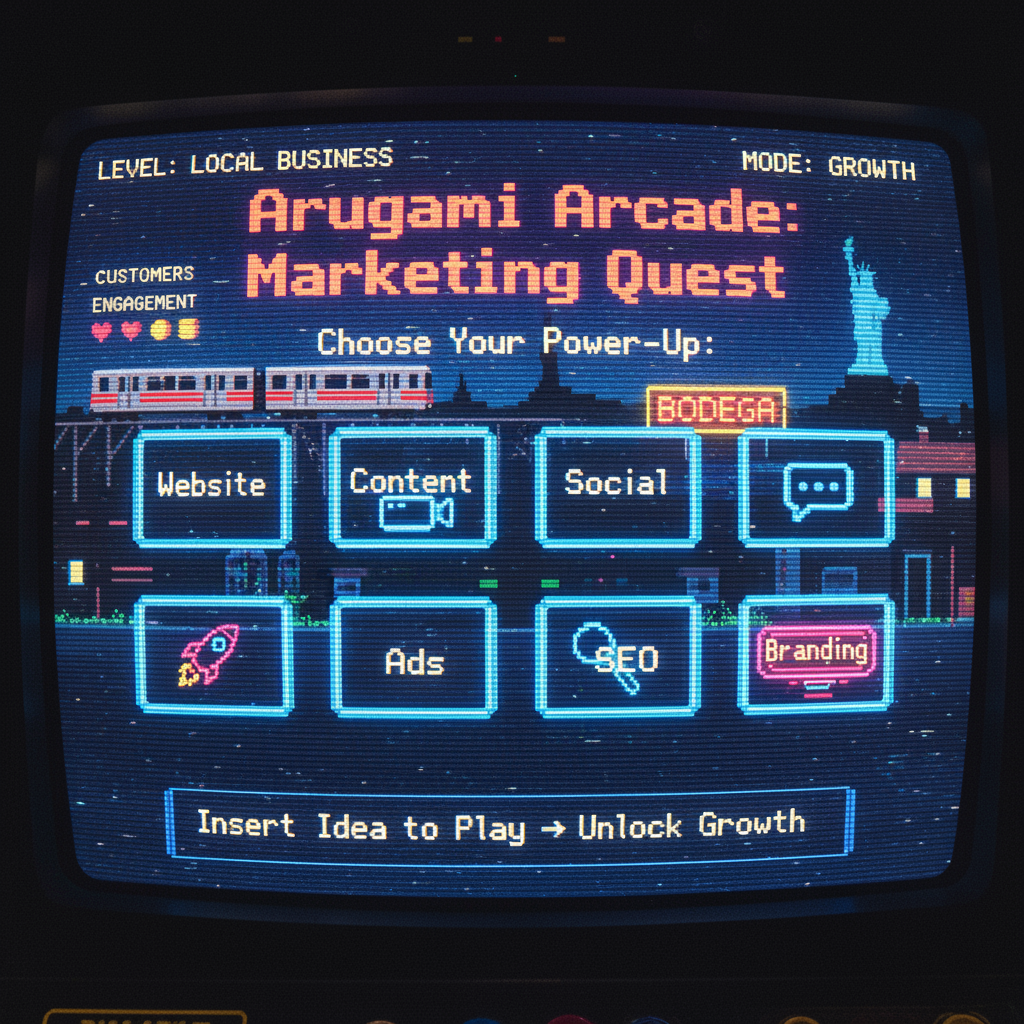 LEVEL: LOCAL BUSINESS
MODE: GROWTH
Arugami Arcade:
Marketing Quest
CUSTOMERS
ENGAGEMENT
Choose Your Power-Up:
BODEGA
Website
Content
Social
Ads
SEO
Branding
Insert Idea to Play → Unlock Growth